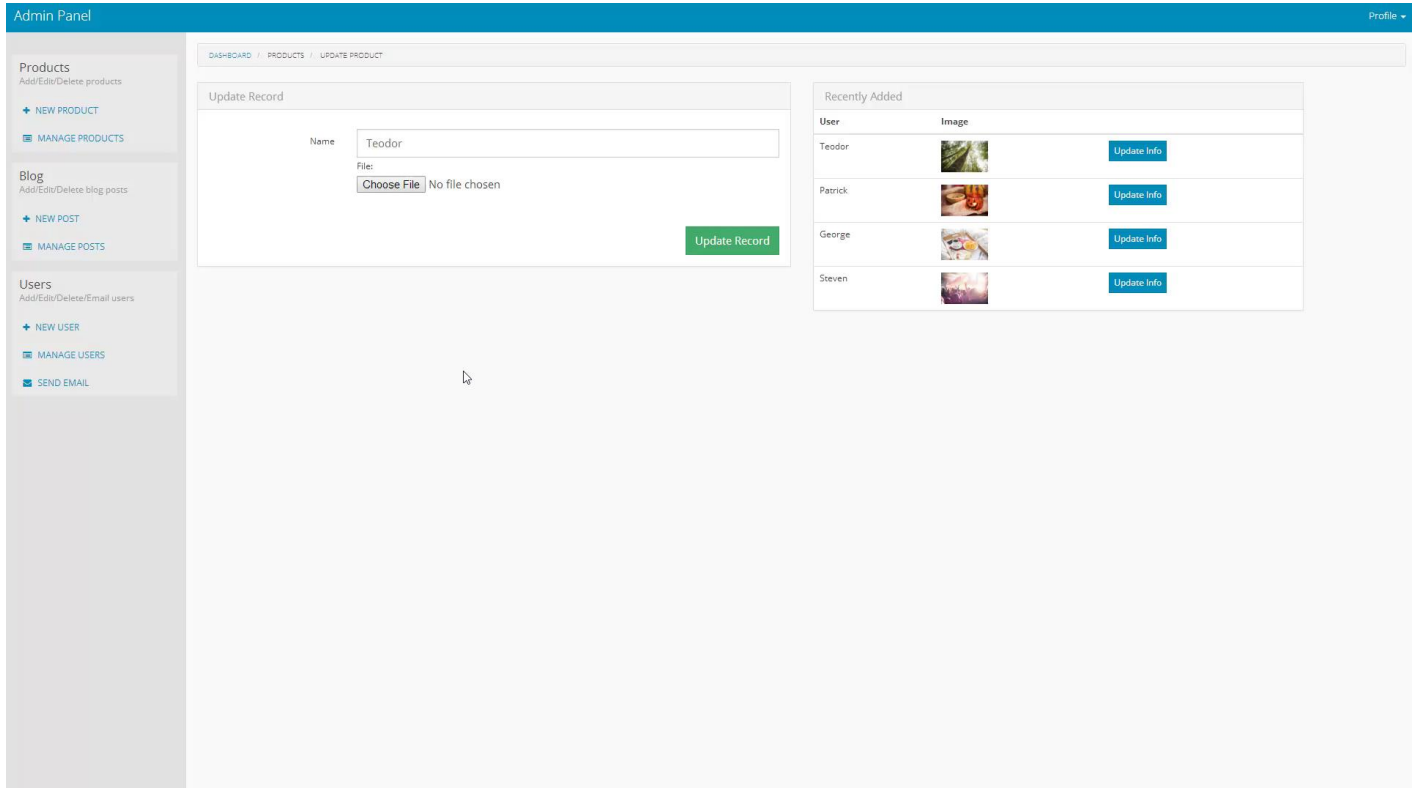 Admin Panel
Profile
Products
Add/Edit/Delete products
NEW PRODUCT
MANAGE PRODUCTS
Blog
Add/Edit/Delete blog posts
NEW POST
MANAGE POSTS
Users
Add/Edit/Delete/Email users
NEW USER
MANAGE USERS
SEND EMAIL
DASHBOARD / PRODUCTS / UPDATE PRODUCT
Update Record
Name
Teodor
File:
Choose File No file chosen
Update Record
Recently Added
User Image
Teodor Update Info
Patrick Update Info
George Update Info
Steven Update Info